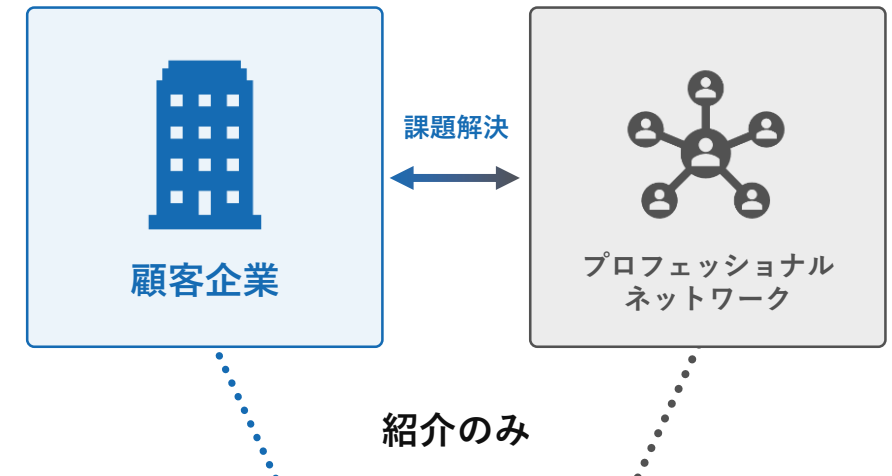 課題解決
顧客企業
プロフェッショナル
ネットワーク
紹介のみ